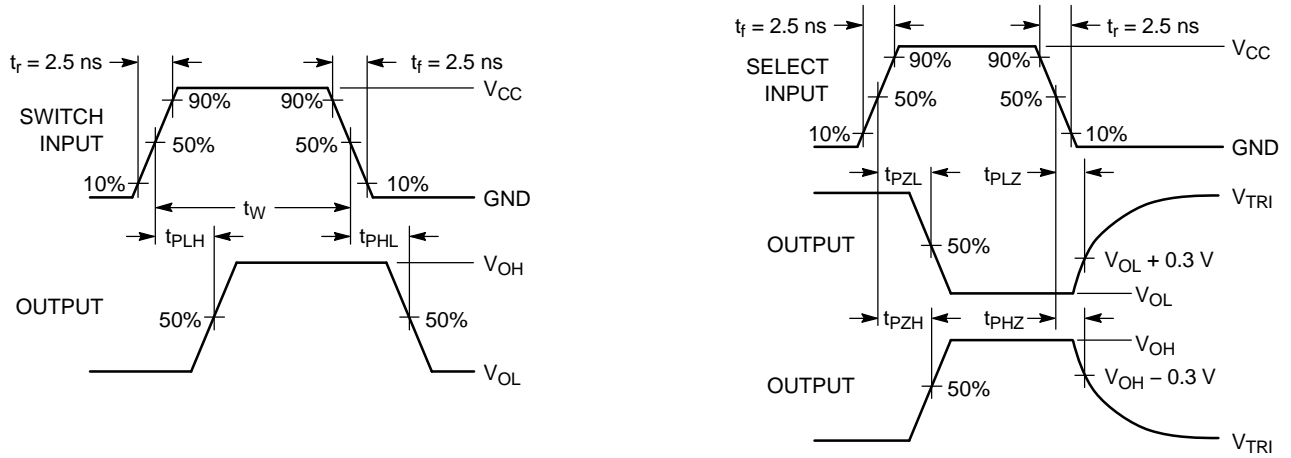 tr = 2.5 ns
tf = 2.5 ns
VCC
SWITCH
INPUT
90%
90%
50%
50%
10%
10%
GND
tW
tPLH
tPHL
VOH
OUTPUT
50%
50%
VOL
tf = 2.5 ns
tr = 2.5 ns
VCC
SELECT
INPUT
90%
90%
50%
50%
10%
10%
GND
tPZL
tPLZ
VTRI
OUTPUT
50%
VOL + 0.3 V
VOL
tPZH
tPHZ
VOH
OUTPUT
50%
VOH – 0.3 V
VTRI